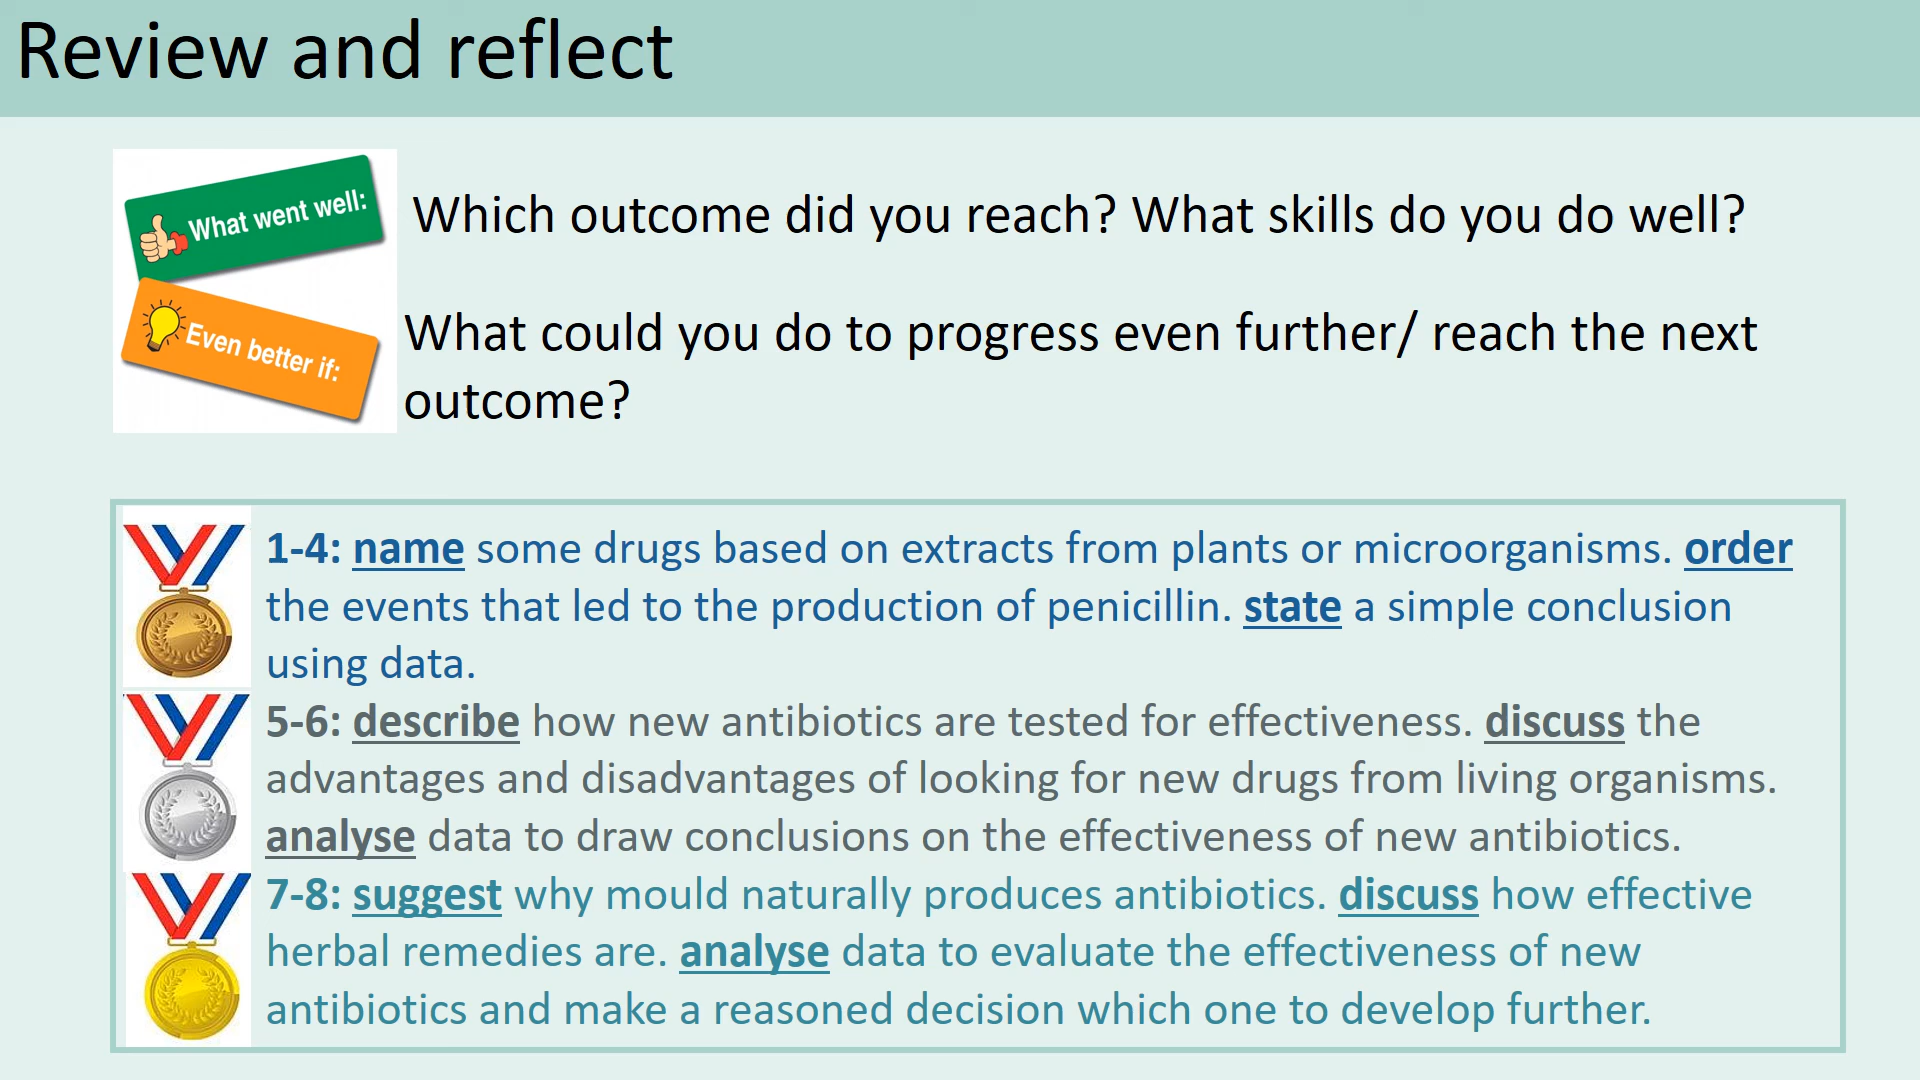 Review and reflect
What went well:
Which outcome did you reach? What skills do you do well?
Even better if:
What could you do to progress even further/ reach the next
outcome?
1-4: name some drugs based on extracts from plants or microorganisms. order
the events that led to the production of penicillin. state a simple conclusion
using data.
5-6: describe how new antibiotics are tested for effectiveness. discuss the
advantages and disadvantages of looking for new drugs from living organisms.
analyse data to draw conclusions on the effectiveness of new antibiotics.
7-8: suggest why mould naturally produces antibiotics. discuss how effective
herbal remedies are. analyse data to evaluate the effectiveness of new
antibiotics and make a reasoned decision which one to develop further.